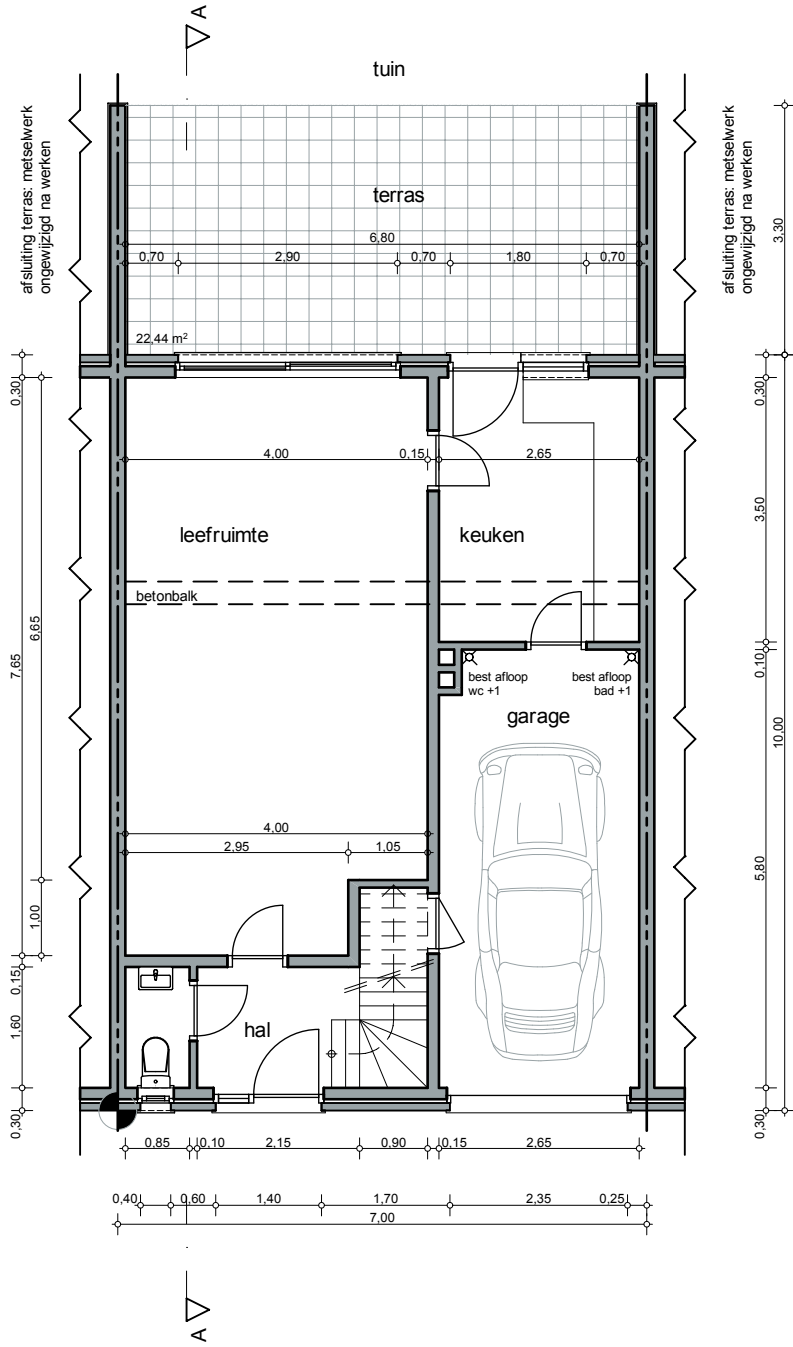 A
tuin
afsluiting terras: metselwerk
ongewijzigd na werken
afsluiting terras: metselwerk
ongewijzigd na werken
terras
6,80
0,70 2,90 0,70 1,80 0,70
3,30
22,44 m²
0,30
0,30
4,00 0,15 2,65
3,50
leefruimte
keuken
betonbalk
6,65
7,65
0,10
best afloop
wc +1
best afloop
bad +1
garage
10,00
4,00
2,95 1,05
5,80
1,00
0,15
1,60
hal
0,30
0,30
0,85 0,10 2,15 0,90 0,15 2,65
0,40 0,60 1,40 1,70 2,35 0,25
7,00
A